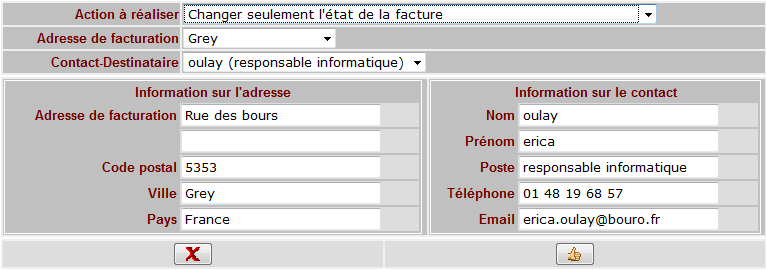 Action à réaliser Changer seulement l'état de la facture
Adresse de facturation Grey
Contact-Destinataire oulay (responsable informatique)
Information sur l'adresse
Adresse de facturation Rue des bours
Code postal 5353
Ville Grey
Pays France
Information sur le contact
Nom oulay
Prénom erica
Poste responsable informatique
Téléphone 01 48 19 68 57
Email erica.oulay@bouro.fr